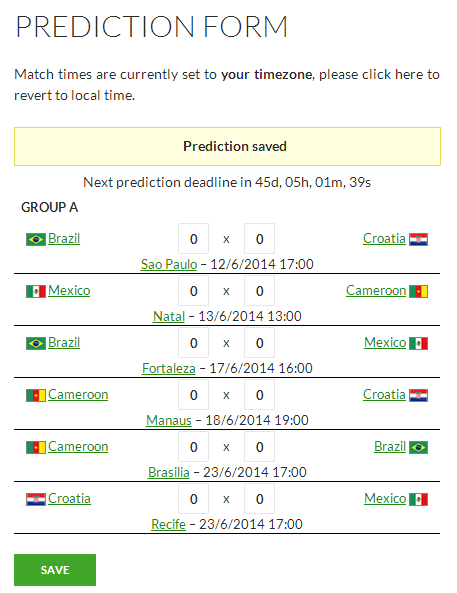 PREDICTION FORM
Match times are currently set to your timezone, please click here to
revert to local time.
Prediction saved
Next prediction deadline in 45d, 05h, 01m, 39s
GROUP A
Brazil 0 x 0 Croatia
Sao Paulo – 12/6/2014 17:00
Mexico 0 x 0 Cameroon
Natal – 13/6/2014 13:00
Brazil 0 x 0 Mexico
Fortaleza – 17/6/2014 16:00
Cameroon 0 x 0 Croatia
Manaus – 18/6/2014 19:00
Cameroon 0 x 0 Brazil
Brasilia – 23/6/2014 17:00
Croatia 0 x 0 Mexico
Recife – 23/6/2014 17:00
SAVE